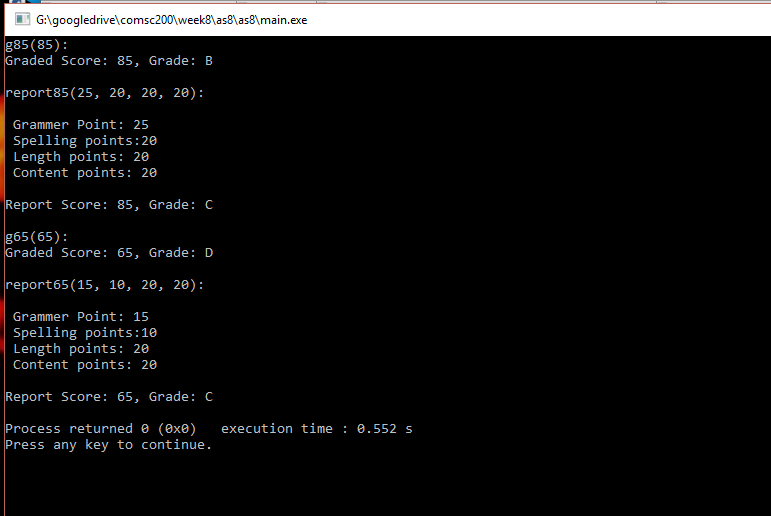 G:\googledrive\comsc200\week8\as8\as8\main.exe
g85(85):
Graded Score: 85, Grade: B
report85(25, 20, 20, 20):
Grammer Point: 25
Spelling points:20
Length points: 20
Content points: 20
Report Score: 85, Grade: C
g65(65):
Graded Score: 65, Grade: D
report65(15, 10, 20, 20):
Grammer Point: 15
Spelling points:10
Length points: 20
Content points: 20
Report Score: 65, Grade: C
Process returned 0 (0x0)   execution time : 0.552 s
Press any key to continue.